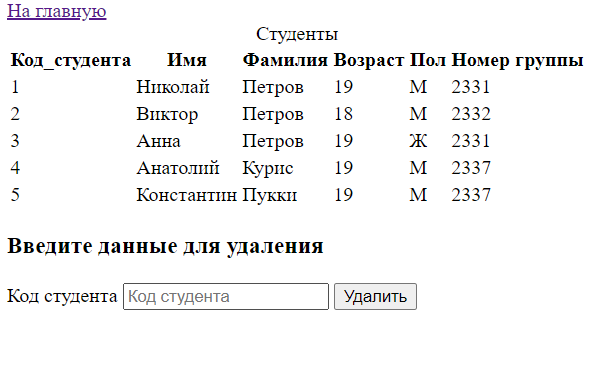 На главную
Студенты
Код_студента Имя Фамилия Возраст Пол Номер группы
1 Николай Петров 19 М 2331
2 Виктор Петров 18 М 2332
3 Анна Петров 19 Ж 2331
4 Анатолий Курис 19 М 2337
5 Константин Пукки 19 М 2337
Введите данные для удаления
Код студента Код студента Удалить